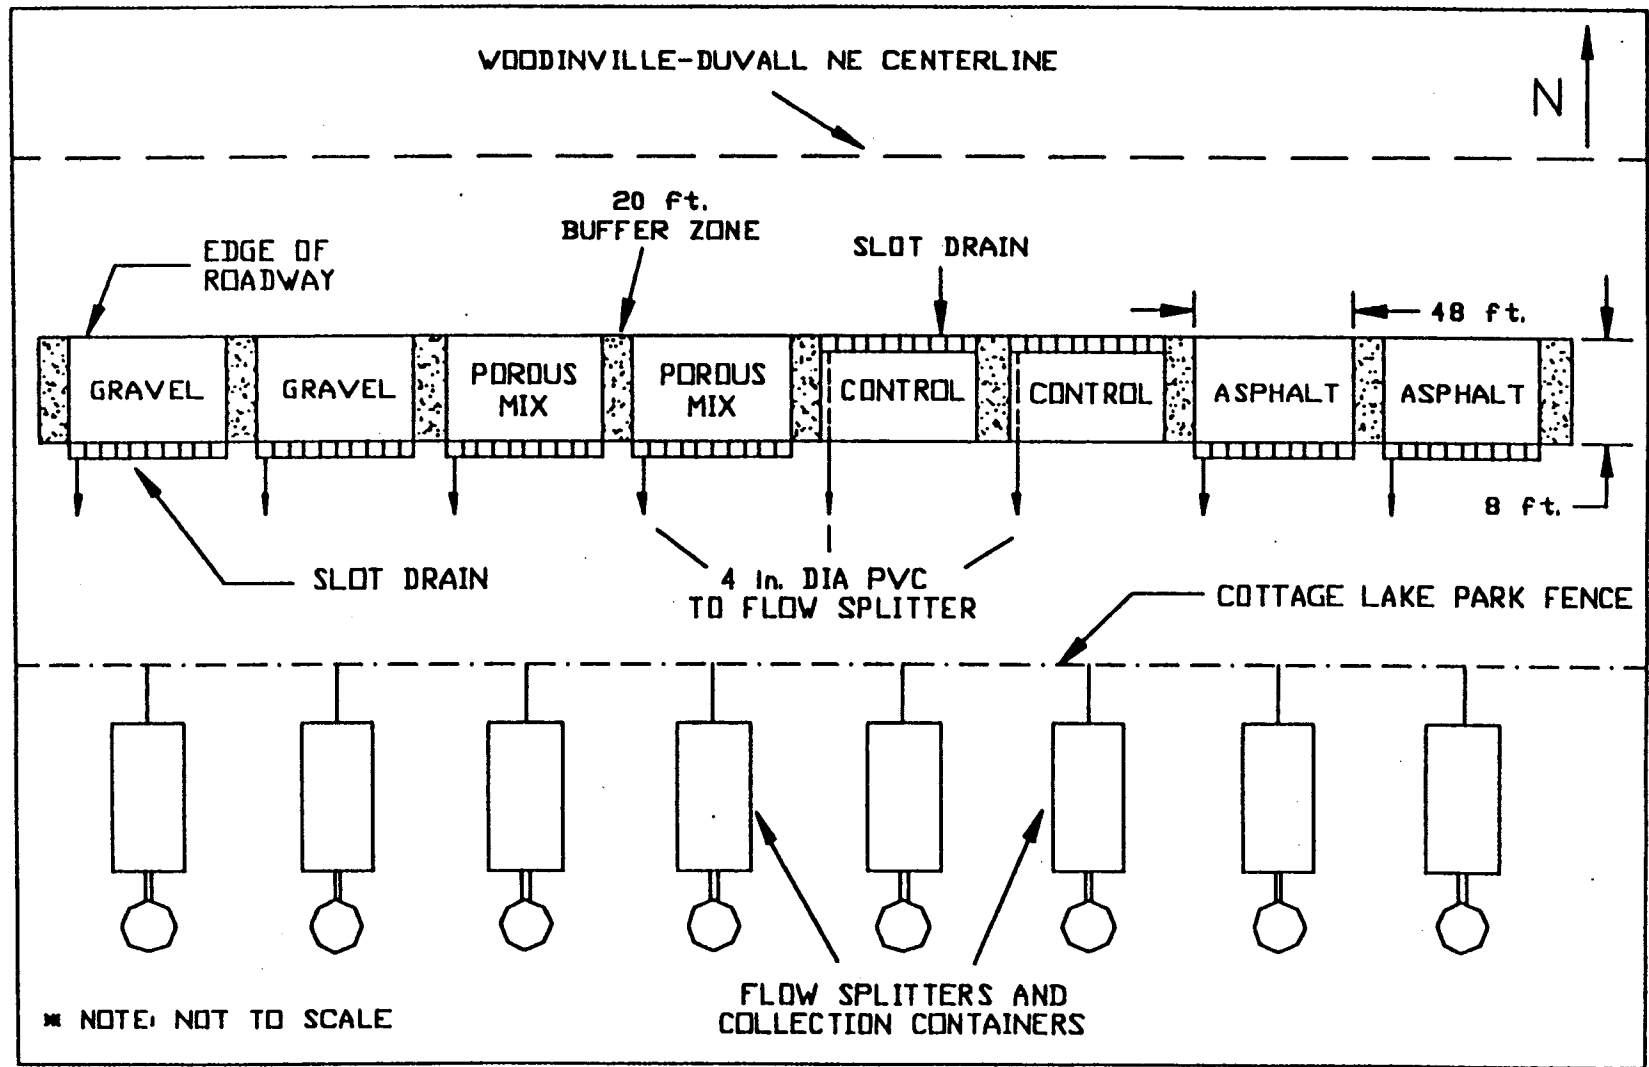 WOODINVILLE-DUVALL NE CENTERLINE
N
20 ft.
BUFFER ZONE
EDGE OF
ROADWAY
SLOT DRAIN
48 ft.
GRAVEL
GRAVEL
POROUS
MIX
POROUS
MIX
CONTROL
CONTROL
ASPHALT
ASPHALT
8 ft.
SLOT DRAIN
4 in. DIA PVC
TO FLOW SPLITTER
COTTAGE LAKE PARK FENCE
FLOW SPLITTERS AND
COLLECTION CONTAINERS
* NOTE: NOT TO SCALE